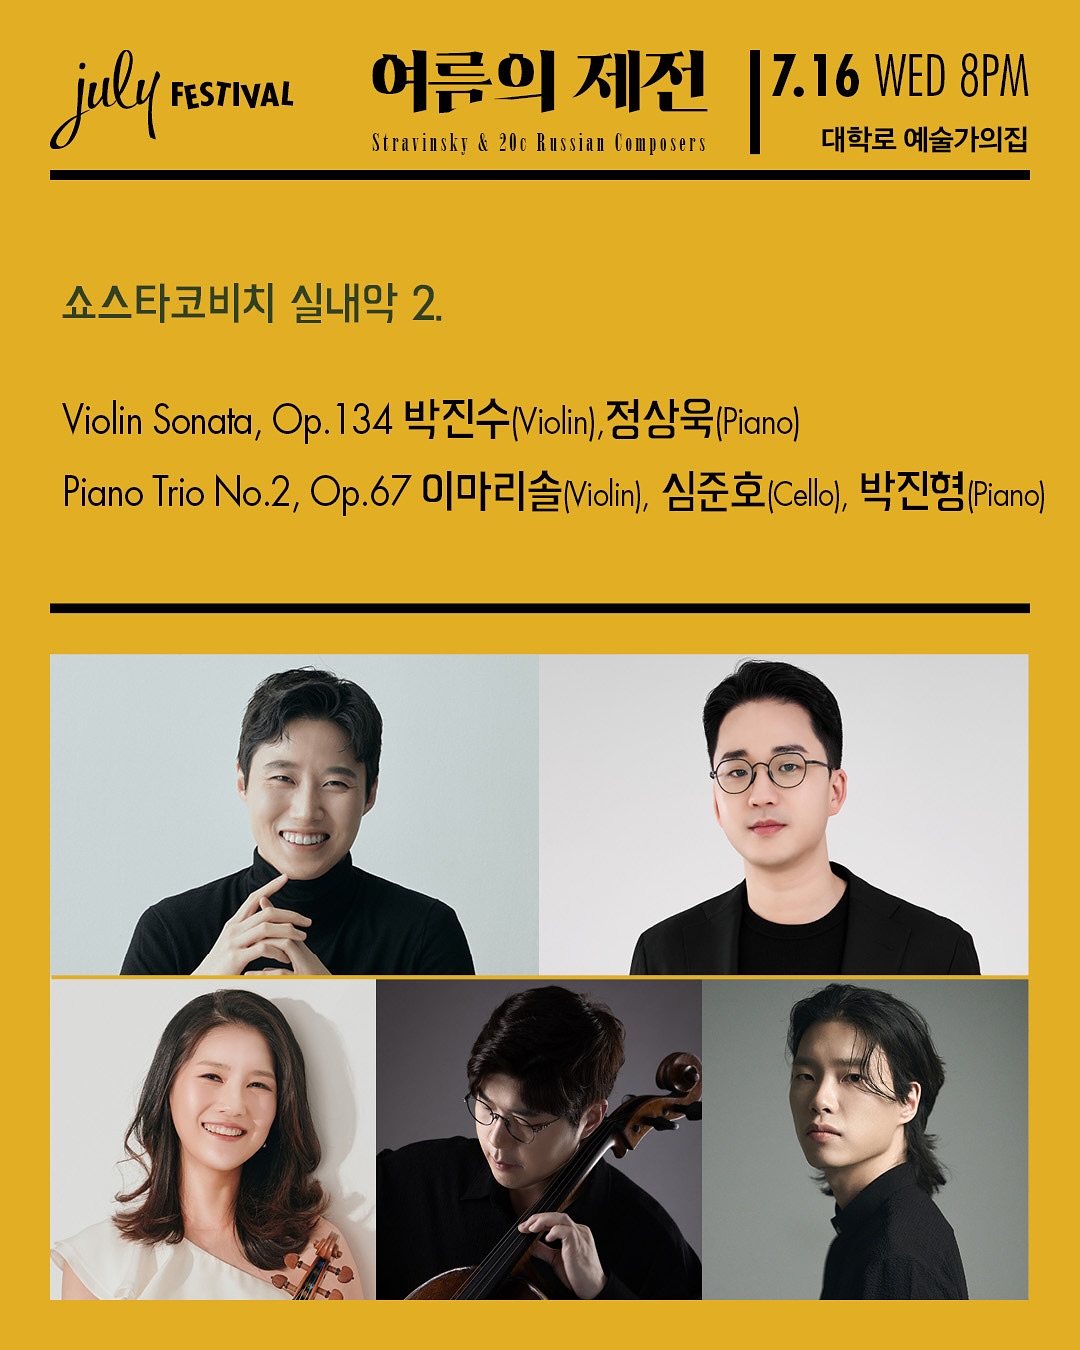 july FESTIVAL
여름의 제전
Stravinsky & 20c Russian Composers
7.16 WED 8PM
대학로 예술가의집
쇼스타코비치 실내악 2.
Violin Sonata, Op.134 박진수(Violin),정상욱(Piano)
Piano Trio No.2, Op.67 이마리솔(Violin), 심준호(Cello), 박진형(Piano)